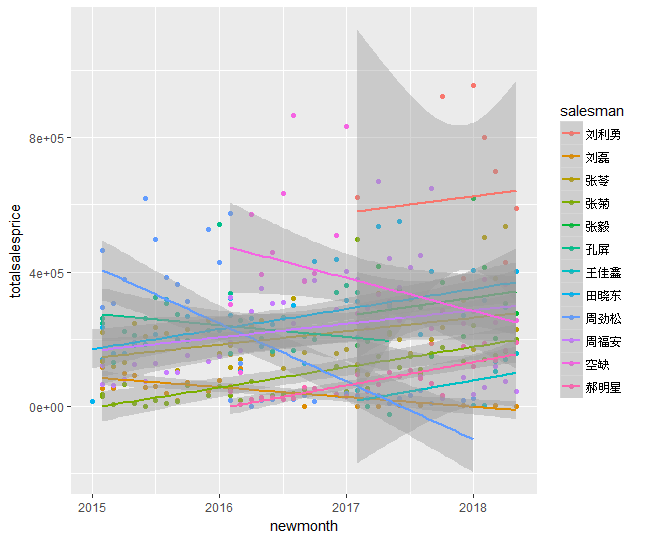 totalsalesprice
8e+05
4e+05
0e+00
2015 2016 2017 2018
newmonth
salesman
刘利勇
刘磊
张苓
张菊
张毅
孔屏
王佳鑫
田晓东
周劲松
周福安
空缺
郝明星